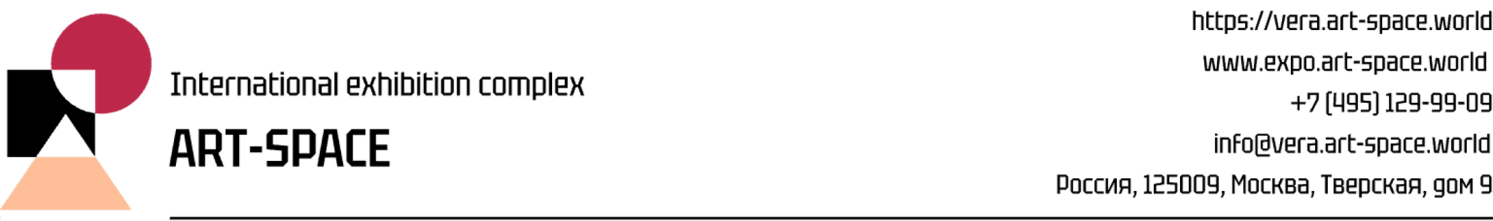 International exhibition complex
ART-SPACE
https://vera.art-space.world
www.expo.art-space.world
+7 (495) 129-99-09
info@vera.art-space.world
Россия, 125009, Москва, Тверская, дом 9